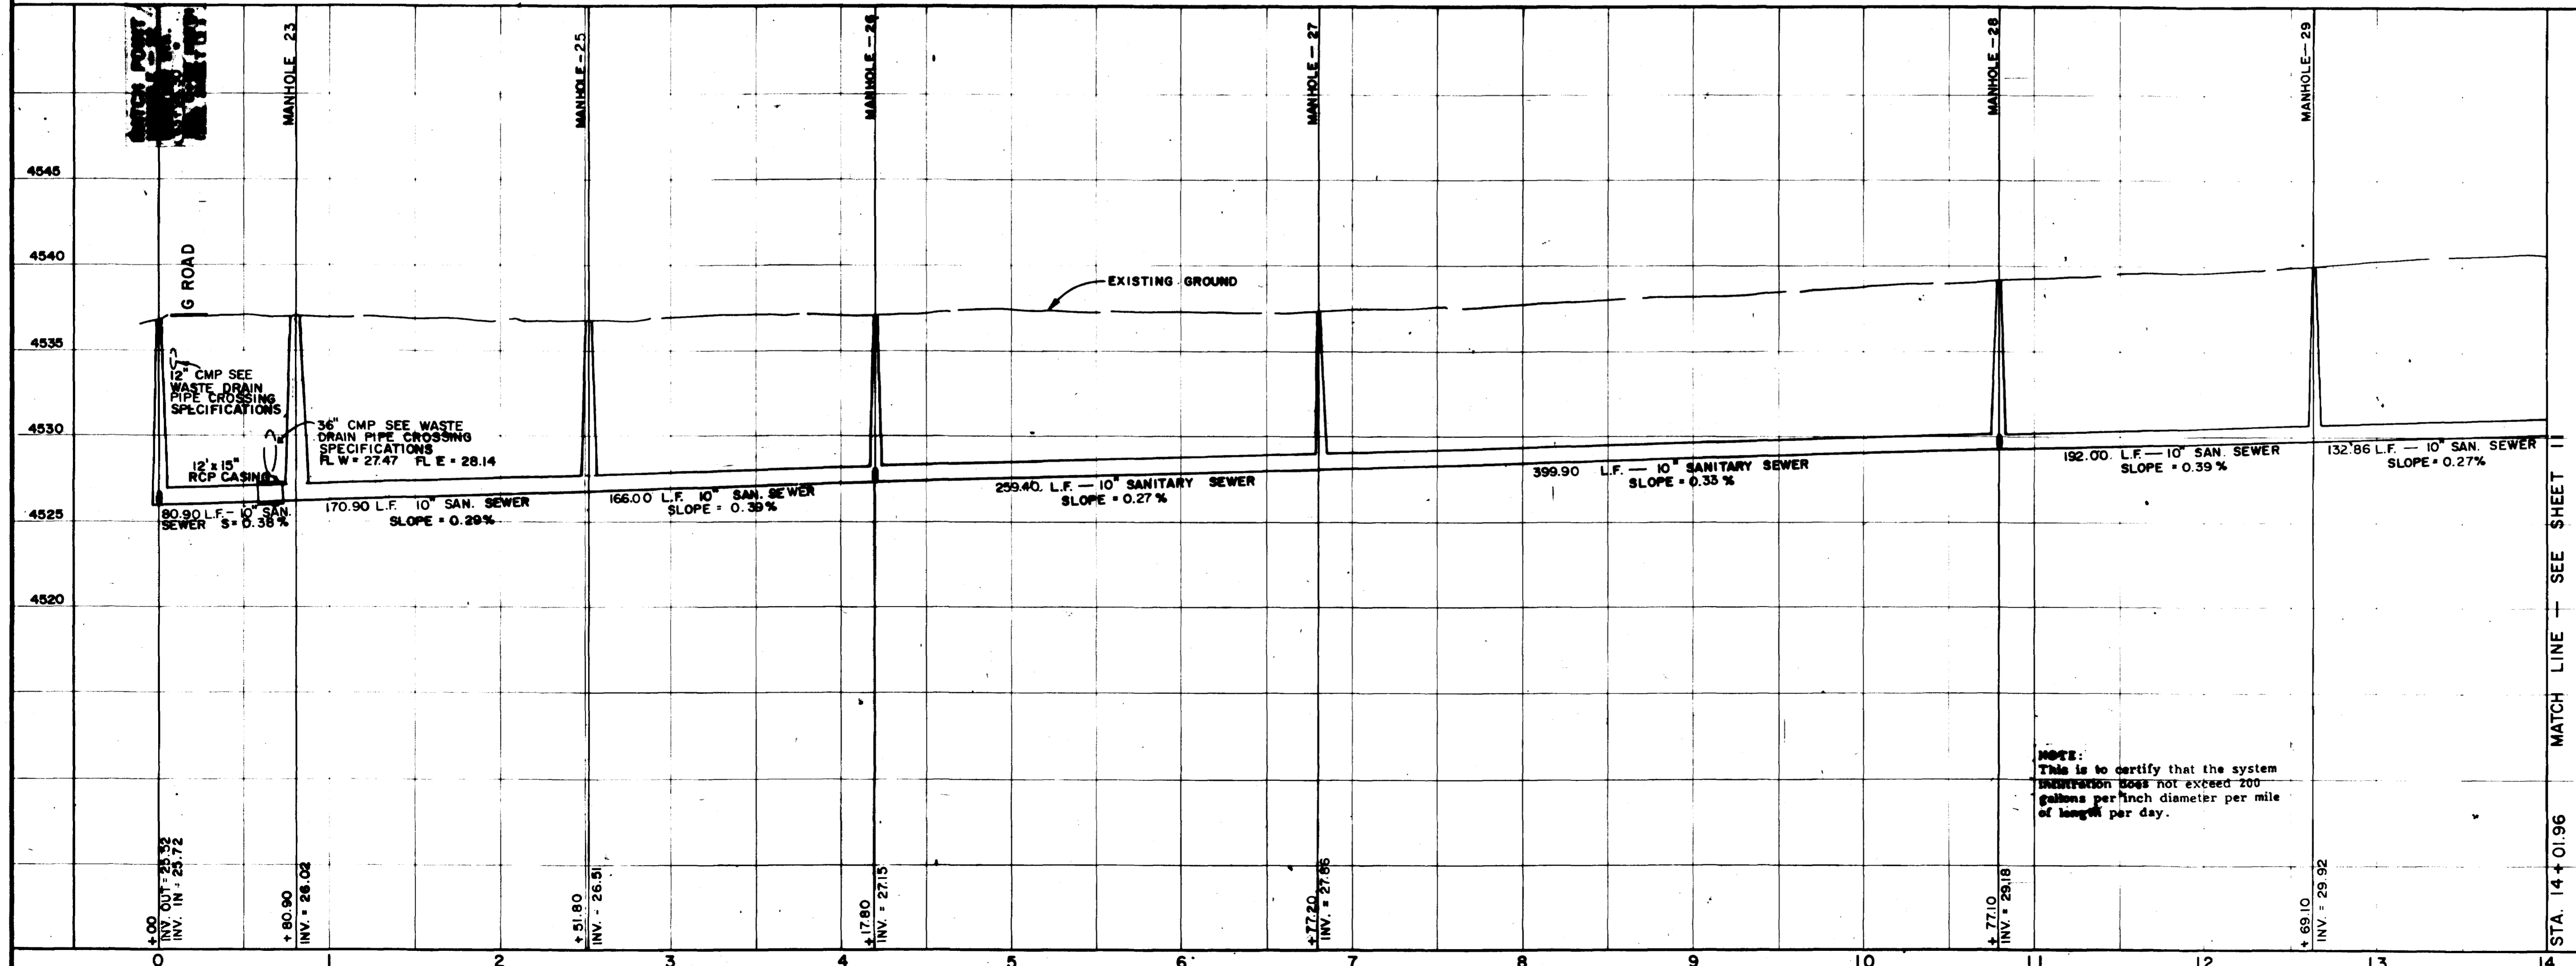 MANHOLE 23
MANHOLE - 25
MANHOLE - 26
MANHOLE - 27
MANHOLE - 28
MANHOLE - 29
4545
4540
4535
4530
4525
4520
G ROAD
EXISTING GROUND
12" CMP SEE
WASTE DRAIN
PIPE CROSSING
SPECIFICATIONS
36" CMP SEE WASTE
DRAIN PIPE CROSSING
SPECIFICATIONS
FL W = 27.47 FL E = 28.14
12' x 15"
RCP CASING
80.90 L.F. - 10" SAN.
SEWER S = 0.38 %
170.90 L.F. 10" SAN. SEWER
SLOPE = 0.29%
166.00 L.F. 10" SAN. SEWER
SLOPE = 0.39%
259.40 L.F. — 10" SANITARY SEWER
SLOPE = 0.27 %
399.90 L.F. — 10" SANITARY SEWER
SLOPE = 0.33 %
192.00 L.F. — 10" SAN. SEWER
SLOPE = 0.39 %
132.86 L.F. — 10" SAN. SEWER
SLOPE = 0.27%
NOTE:
This is to certify that the system
infiltration does not exceed 200
gallons per inch diameter per mile
of length per day.
+00
INV. OUT = 25.52
INV. IN = 25.72
+ 80.90
INV. = 26.02
+ 51.80
INV. - 26.51
+ 17.80
INV. = 27.15
+ 77.20
INV. = 27.86
+ 77.10
INV. = 29.18
+ 69.10
INV. = 29.92
STA. 14 + 01.96 MATCH LINE — SEE SHEET 11
0 1 2 3 4 5 6 7 8 9 10 11 12 13 14